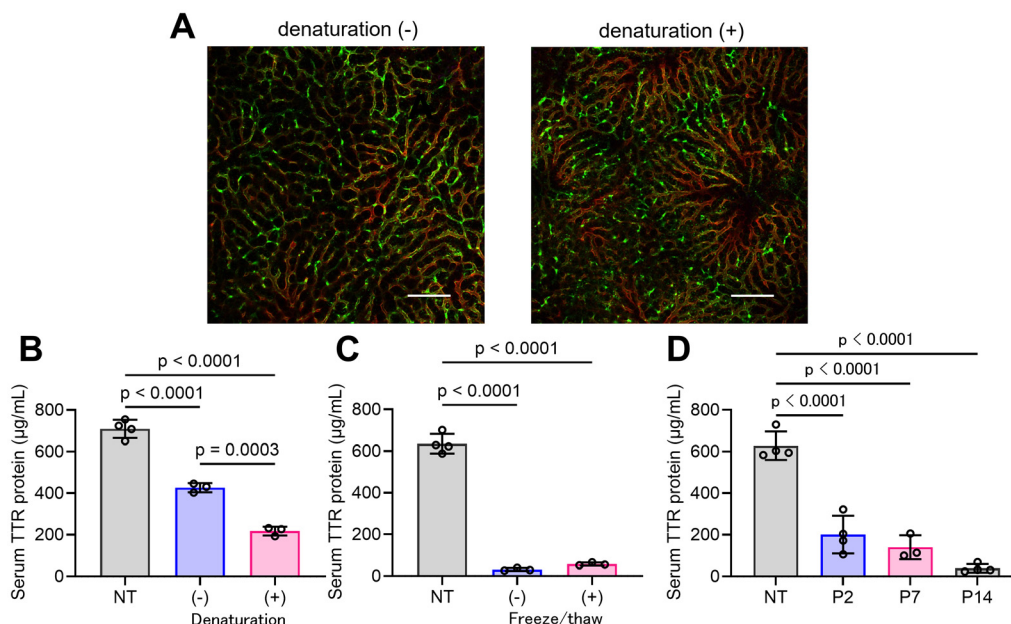 A
denaturation (-)
denaturation (+)
B
p < 0.0001
p < 0.0001
p = 0.0003
Serum TTR protein (µg/mL)
800
600
400
200
0
NT
(-)
(+)
Denaturation
C
p < 0.0001
p < 0.0001
Serum TTR protein (µg/mL)
800
600
400
200
0
NT
(-)
(+)
Freeze/thaw
D
p < 0.0001
p < 0.0001
p < 0.0001
Serum TTR protein (µg/mL)
800
600
400
200
0
NT
P2
P7
P14